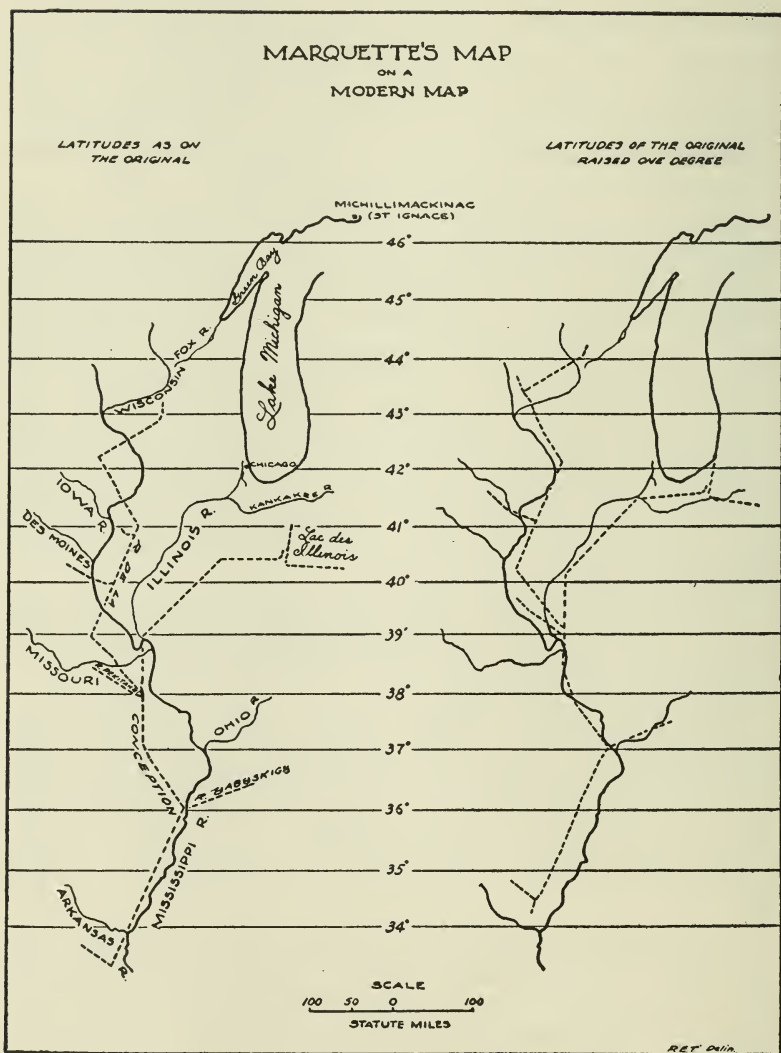 MARQUETTE'S MAP
ON A
MODERN MAP
LATITUDES AS ON
THE ORIGINAL
LATITUDES OF THE ORIGINAL
RAISED ONE DEGREE
MICHILLIMACKINAC
(ST IGNACE)
46°
Green Bay
45°
Lake Michigan
FOX R.
44°
WISCONSIN
43°
42°
CHICAGO
KANKAKEE R
IOWA R.
41°
DES MOINES
ILLINOIS R.
Lac des
Illinois
R. DE LA
40°
39°
MISSOURI
38°
CONCEPTION
OHIO R
37°
36°
MISSISSIPPI R.
35°
ARKANSAS R.
34°
SCALE
100 50 0 100
STATUTE MILES